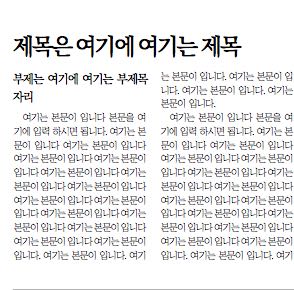 제목은 여기에 여기는 제목
부제는 여기에 여기는 부제목
자리
여기는 본문이 입니다 본문을 여
기에 입력 하시면 됩니다. 여기는 본
문이 입니다 여기는 본문이 입니다
여기는 본문이 입니다 여기는 본문이
입니다 여기는 본문이 입니다 여기는
본문이 입니다 여기는 본문이 입니다
여기는 본문이 입니다 여기는 본문이
입니다 여기는 본문이 입니다 여기는
본문이 입니다 여기는 본문이 입니다
여기는 본문이 입니다 여기는 본문이
입니다. 여기는 본문이 입니다. 여기
는 본문이 입니다. 여기는 본문이 입
니다. 여기는 본문이 입니다. 여기는
본문이 입니다.
여기는 본문이 입니다 본문을 여
기에 입력 하시면 됩니다. 여기는 본
문이 입니다 여기는 본문이 입니다
여기는 본문이 입니다 여기는 본문이
입니다 여기는 본문이 입니다 여기는
본문이 입니다 여기는 본문이 입니다
여기는 본문이 입니다 여기는 본문이
입니다 여기는 본문이 입니다 여기는
본문이 입니다 여기는 본문이 입니다
여기는 본문이 입니다 여기는 본문이
입니다. 여기는 본문이 입니다. 여기